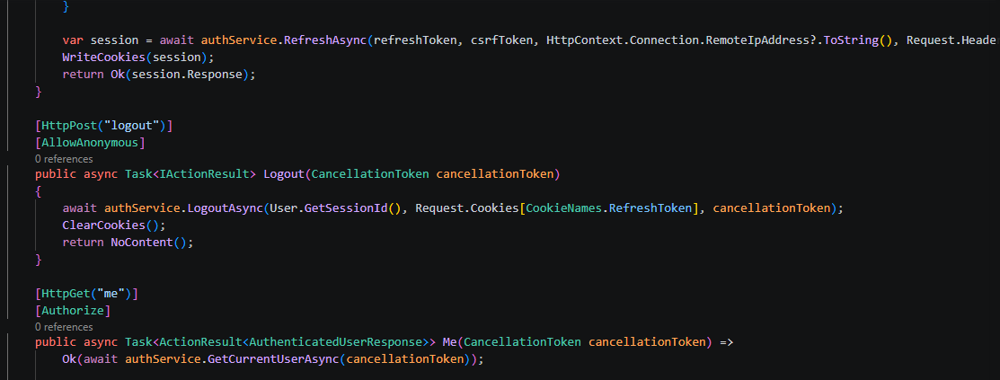 }
var session = await authService.RefreshAsync(refreshToken, csrfToken, HttpContext.Connection.RemoteIpAddress?.ToString(), Request.Heade
WriteCookies(session);
return Ok(session.Response);
}
[HttpPost("logout")]
[AllowAnonymous]
0 references
public async Task<IActionResult> Logout(CancellationToken cancellationToken)
{
await authService.LogoutAsync(User.GetSessionId(), Request.Cookies[CookieNames.RefreshToken], cancellationToken);
ClearCookies();
return NoContent();
}
[HttpGet("me")]
[Authorize]
0 references
public async Task<ActionResult<AuthenticatedUserResponse>> Me(CancellationToken cancellationToken) =>
Ok(await authService.GetCurrentUserAsync(cancellationToken));